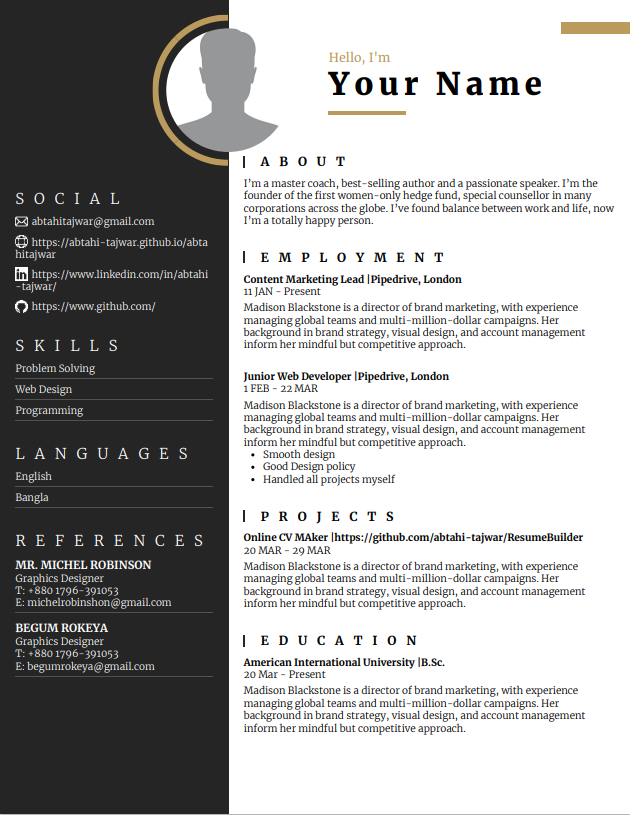 Hello, I'm
Your Name
SOCIAL
abtahitajwar@gmail.com
https://abtahi-tajwar.github.io/abta
hitajwar
https://www.linkedin.com/in/abtahi
-tajwar/
https://www.github.com/
SKILLS
Problem Solving
Web Design
Programming
LANGUAGES
English
Bangla
REFERENCES
MR. MICHEL ROBINSON
Graphics Designer
T: +880 1796-391053
E: michelrobinshon@gmail.com
BEGUM ROKEYA
Graphics Designer
T: +880 1796-391053
E: begumrokeya@gmail.com
ABOUT
I'm a master coach, best-selling author and a passionate speaker. I'm the
founder of the first women-only hedge fund, special counsellor in many
corporations across the globe. I've found balance between work and life, now
I'm a totally happy person.
EMPLOYMENT
Content Marketing Lead |Pipedrive, London
11 JAN - Present
Madison Blackstone is a director of brand marketing, with experience
managing global teams and multi-million-dollar campaigns. Her
background in brand strategy, visual design, and account management
inform her mindful but competitive approach.
Junior Web Developer |Pipedrive, London
1 FEB - 22 MAR
Madison Blackstone is a director of brand marketing, with experience
managing global teams and multi-million-dollar campaigns. Her
background in brand strategy, visual design, and account management
inform her mindful but competitive approach.
• Smooth design
• Good Design policy
• Handled all projects myself
PROJECTS
Online CV MAker |https://github.com/abtahi-tajwar/ResumeBuilder
20 MAR - 29 MAR
Madison Blackstone is a director of brand marketing, with experience
managing global teams and multi-million-dollar campaigns. Her
background in brand strategy, visual design, and account management
inform her mindful but competitive approach.
EDUCATION
American International University |B.Sc.
20 Mar - Present
Madison Blackstone is a director of brand marketing, with experience
managing global teams and multi-million-dollar campaigns. Her
background in brand strategy, visual design, and account management
inform her mindful but competitive approach.